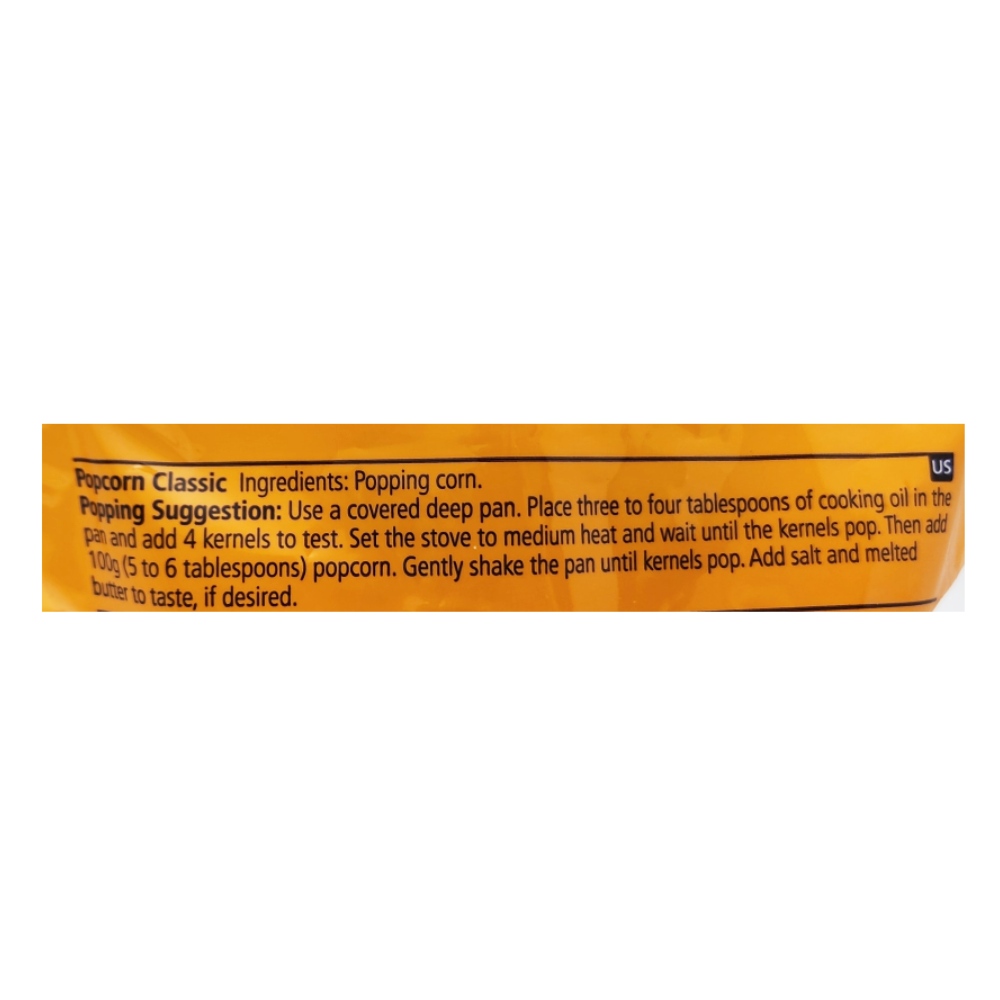 US
Popcorn Classic Ingredients: Popping corn.
Popping Suggestion: Use a covered deep pan. Place three to four tablespoons of cooking oil in the
pan and add 4 kernels to test. Set the stove to medium heat and wait until the kernels pop. Then add
100g (5 to 6 tablespoons) popcorn. Gently shake the pan until kernels pop. Add salt and melted
butter to taste, if desired.